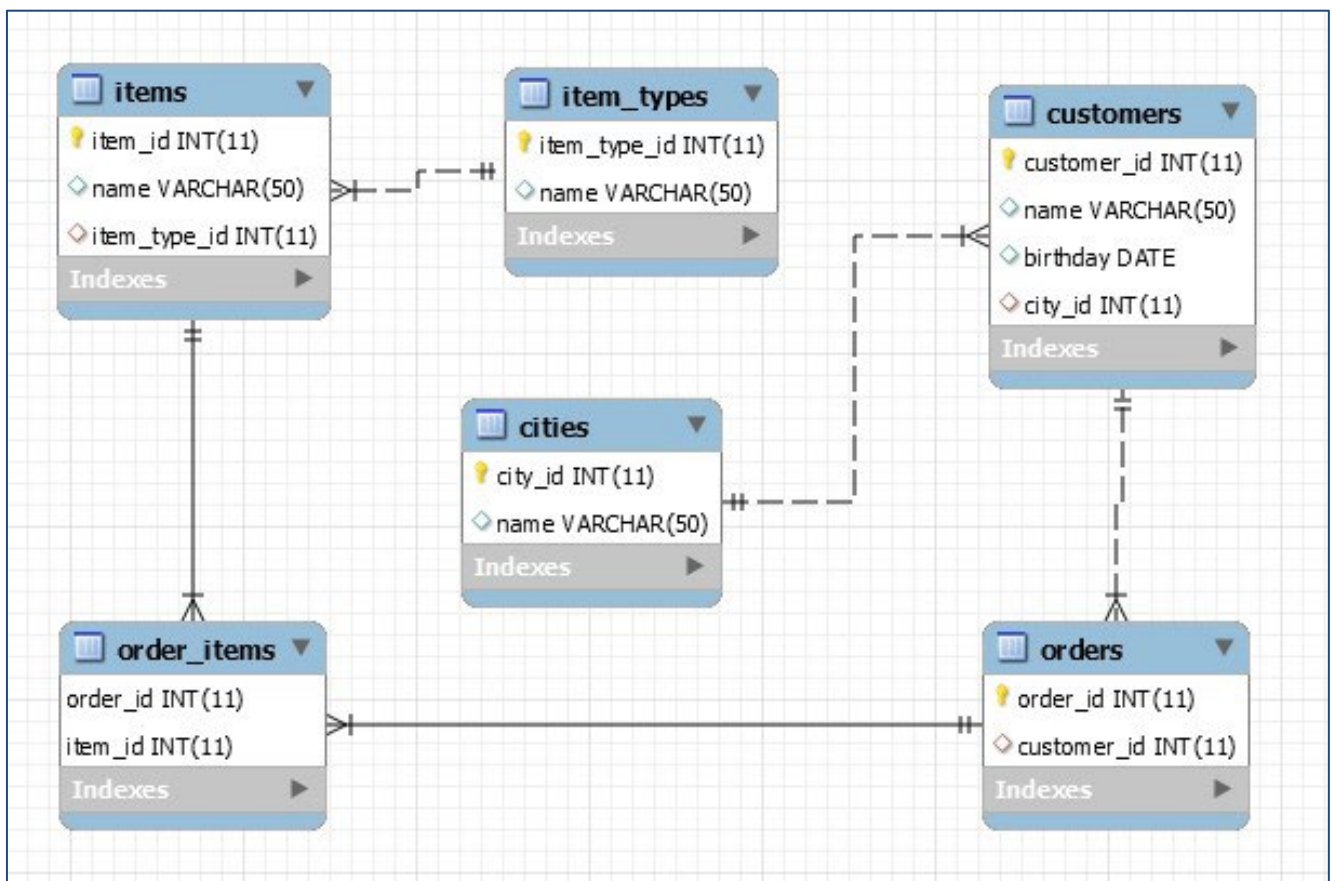 items
item_id INT(11)
name VARCHAR(50)
item_type_id INT(11)
Indexes
item_types
item_type_id INT(11)
name VARCHAR(50)
Indexes
customers
customer_id INT(11)
name VARCHAR(50)
birthday DATE
city_id INT(11)
Indexes
cities
city_id INT(11)
name VARCHAR(50)
Indexes
order_items
order_id INT(11)
item_id INT(11)
Indexes
orders
order_id INT(11)
customer_id INT(11)
Indexes